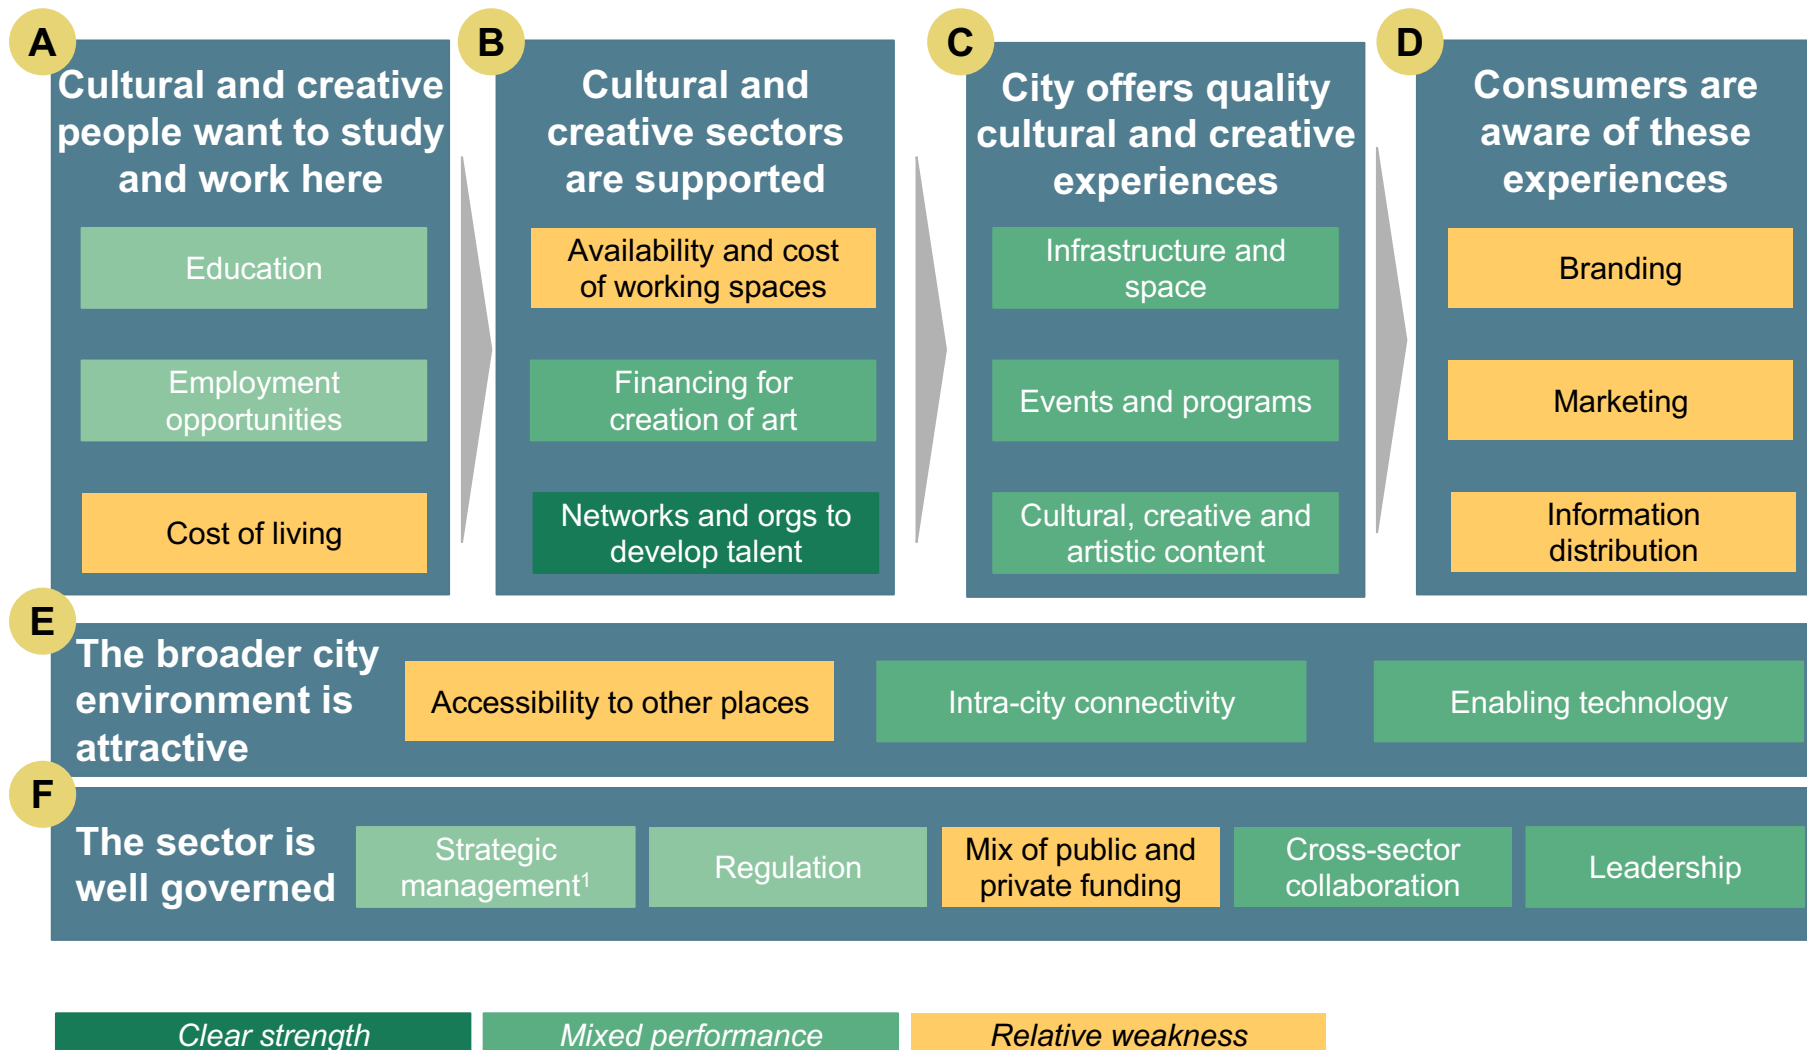 A
Cultural and creative
people want to study
and work here
Education
Employment
opportunities
Cost of living
B
Cultural and
creative sectors
are supported
Availability and cost
of working spaces
Financing for
creation of art
Networks and orgs to
develop talent
C
City offers quality
cultural and creative
experiences
Infrastructure and
space
Events and programs
Cultural, creative and
artistic content
D
Consumers are
aware of these
experiences
Branding
Marketing
Information
distribution
E
The broader city
environment is
attractive
Accessibility to other places
Intra-city connectivity
Enabling technology
F
The sector is
well governed
Strategic
management¹
Regulation
Mix of public and
private funding
Cross-sector
collaboration
Leadership
Clear strength
Mixed performance
Relative weakness